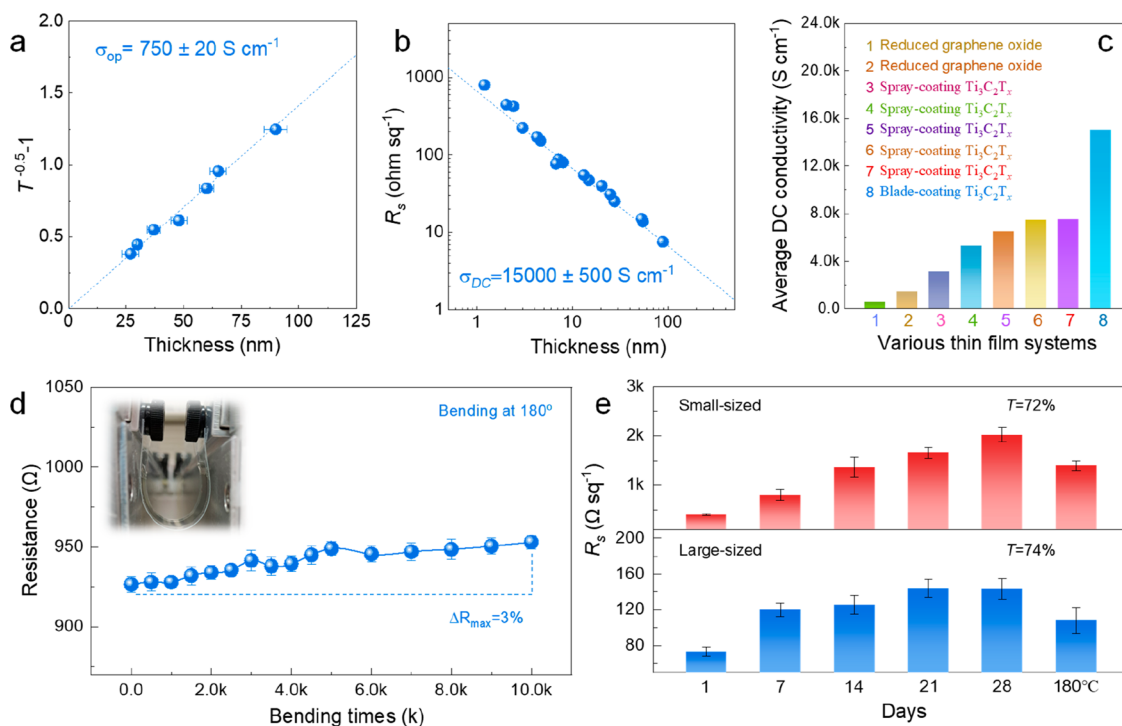 a
σop= 750 ± 20 S cm⁻¹
T⁻⁰·⁵-1
2.0
1.5
1.0
0.5
0.0
0 25 50 75 100 125
Thickness (nm)
b
Rs (ohm sq⁻¹)
1000
100
10
1
σDC=15000 ± 500 S cm⁻¹
1 10 100
Thickness (nm)
c
Average DC conductivity (S cm⁻¹)
24.0k
20.0k
16.0k
12.0k
8.0k
4.0k
0.0
1 Reduced graphene oxide
2 Reduced graphene oxide
3 Spray-coating Ti₃C₂Tₓ
4 Spray-coating Ti₃C₂Tₓ
5 Spray-coating Ti₃C₂Tₓ
6 Spray-coating Ti₃C₂Tₓ
7 Spray-coating Ti₃C₂Tₓ
8 Blade-coating Ti₃C₂Tₓ
1 2 3 4 5 6 7 8
Various thin film systems
d
Resistance (Ω)
1050
1000
950
900
Bending at 180º
ΔRmax=3%
0.0 2.0k 4.0k 6.0k 8.0k 10.0k
Bending times (k)
e
Rs (Ω sq⁻¹)
3k
2k
1k
Small-sized T=72%
200
160
120
80
Large-sized T=74%
1 7 14 21 28 180℃
Days